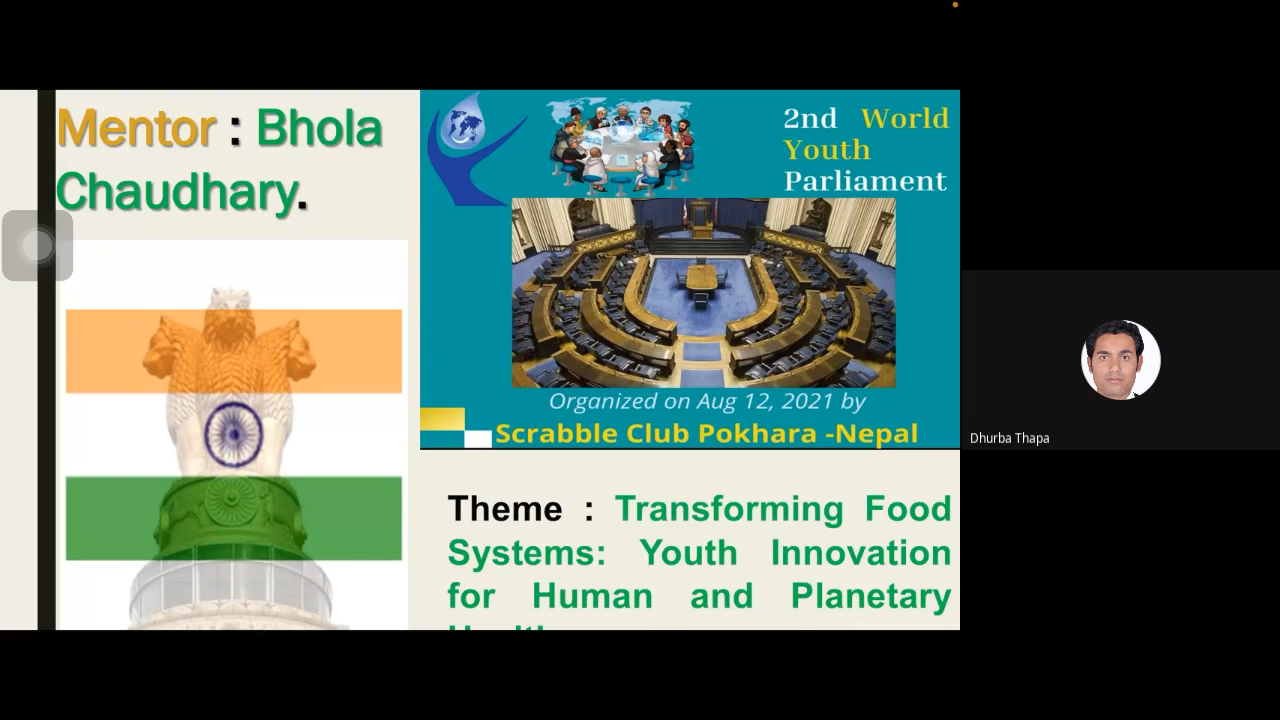 Mentor : Bhola
Chaudhary.
2nd World
Youth
Parliament
Organized on Aug 12, 2021 by
Scrabble Club Pokhara -Nepal
Theme : Transforming Food
Systems: Youth Innovation
for Human and Planetary
Dhurba Thapa